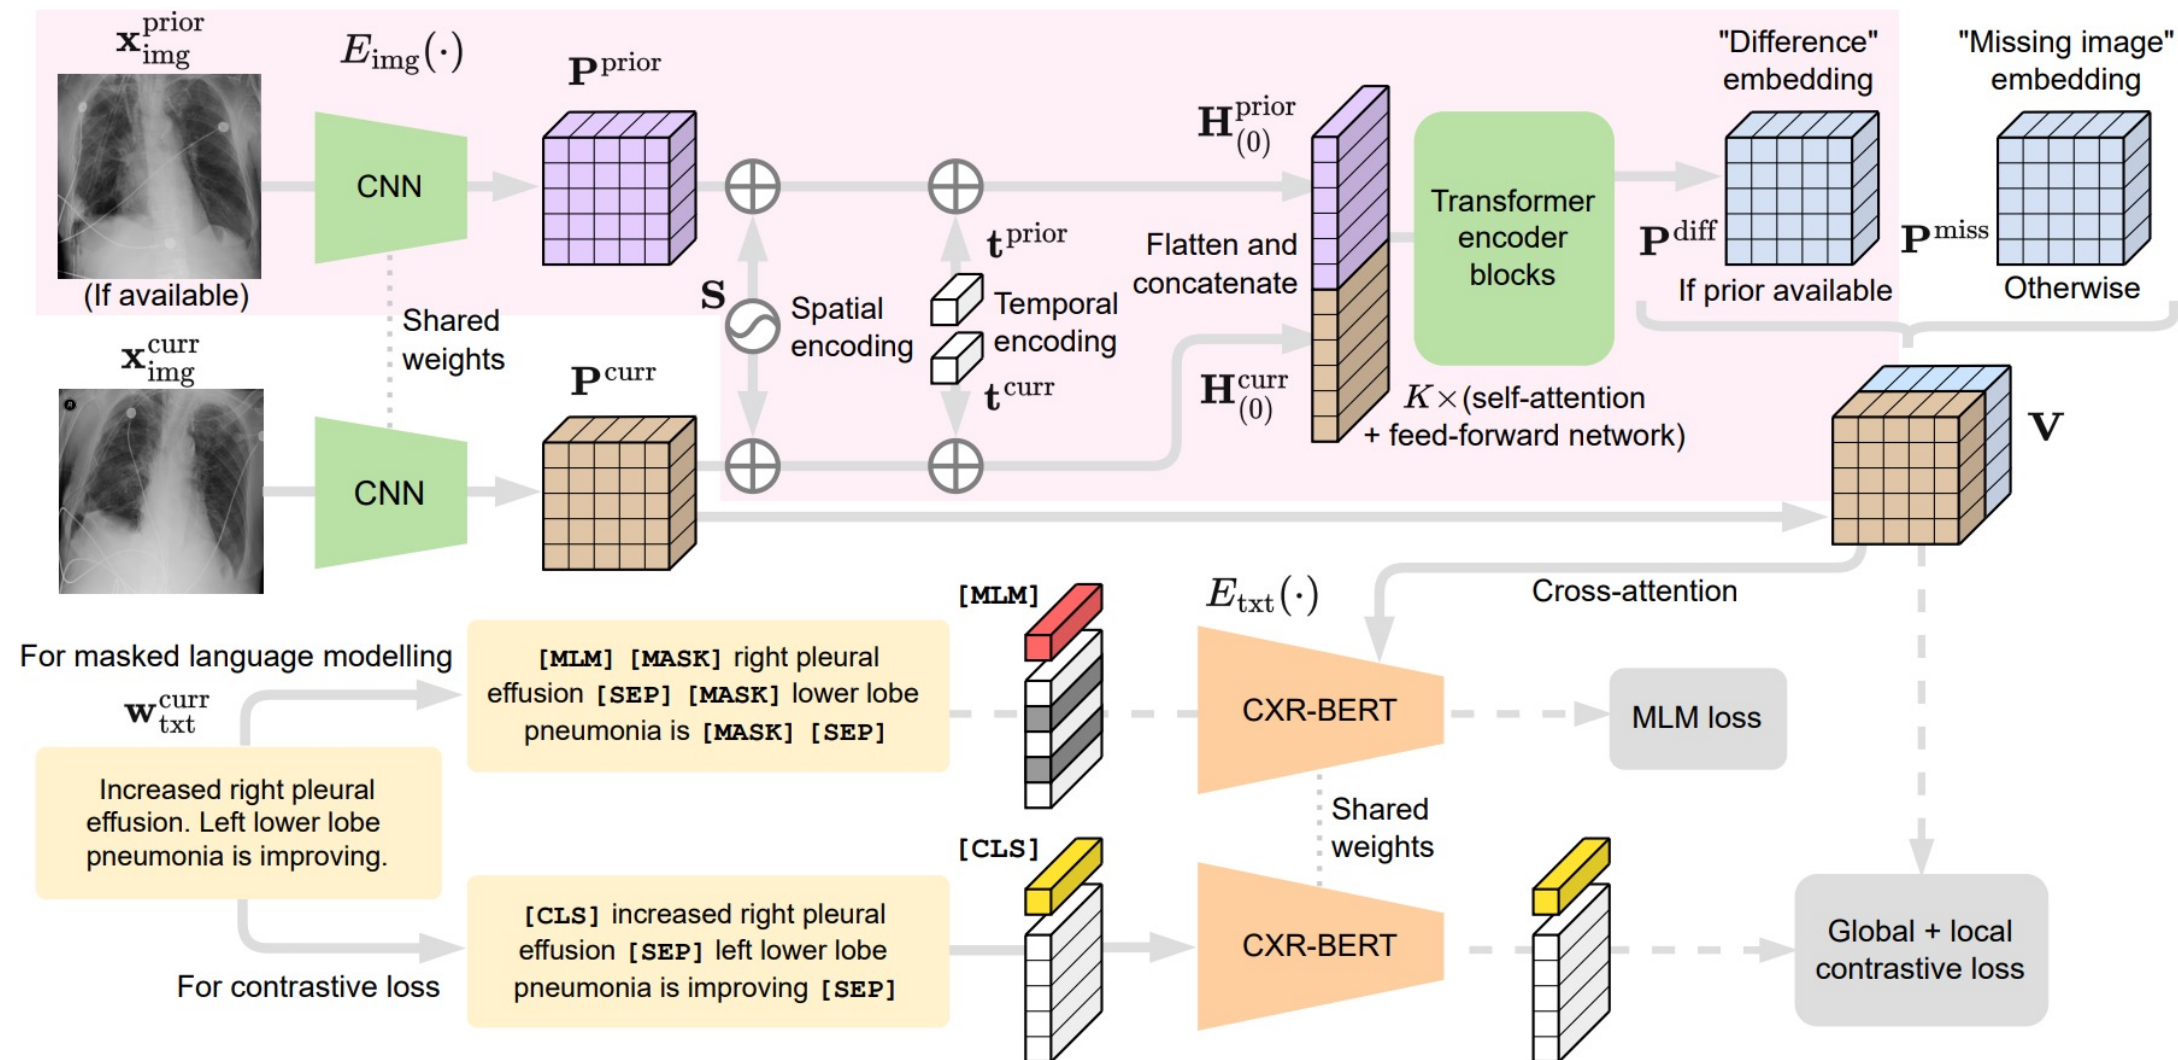 x_img^prior
E_img(·)
P^prior
CNN
(If available)
H_(0)^prior
"Difference"
embedding
"Missing image"
embedding
Transformer
encoder
blocks
P^diff
P^miss
If prior available
Otherwise
Shared
weights
S
Spatial
encoding
t^prior
Temporal
encoding
t^curr
Flatten and
concatenate
x_img^curr
CNN
P^curr
H_(0)^curr
K × (self-attention
+ feed-forward network)
V
Cross-attention
For masked language modelling
w_txt^curr
[MLM] [MASK] right pleural
effusion [SEP] [MASK] lower lobe
pneumonia is [MASK] [SEP]
[MLM]
E_txt(·)
CXR-BERT
MLM loss
Increased right pleural
effusion. Left lower lobe
pneumonia is improving.
Shared
weights
For contrastive loss
[CLS] increased right pleural
effusion [SEP] left lower lobe
pneumonia is improving [SEP]
[CLS]
CXR-BERT
Global + local
contrastive loss